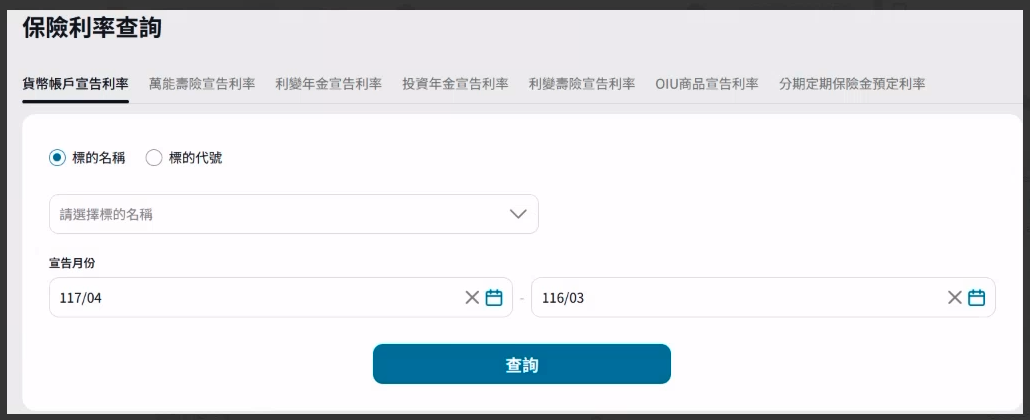 保險利率查詢
貨幣帳戶宣告利率 萬能壽險宣告利率 利變年金宣告利率 投資年金宣告利率 利變壽險宣告利率 OIU商品宣告利率 分期定期保險金預定利率
標的名稱 標的代號
請選擇標的名稱
宣告月份
117/04 - 116/03
查詢